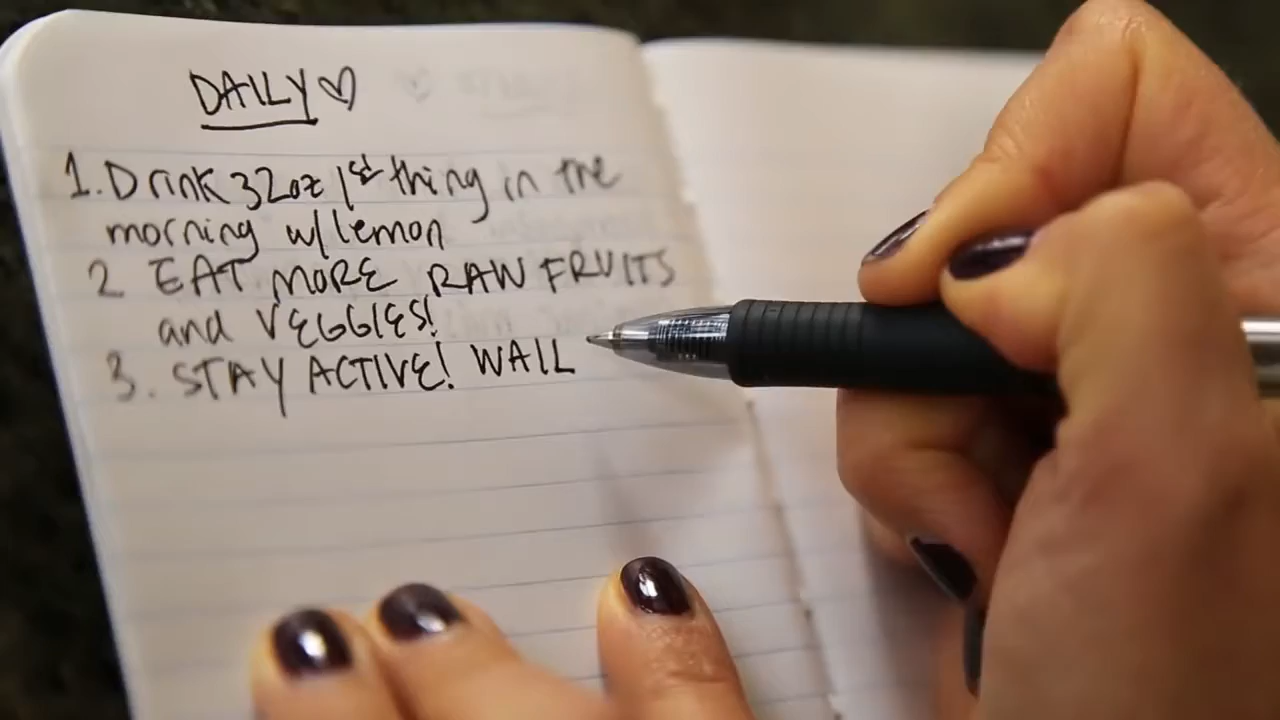 DAILY♡
1. Drink 32oz 1st thing in the
morning w/lemon
2 EAT MORE RAW FRUITS
and VEGGIES!
3. STAY ACTIVE! WALL